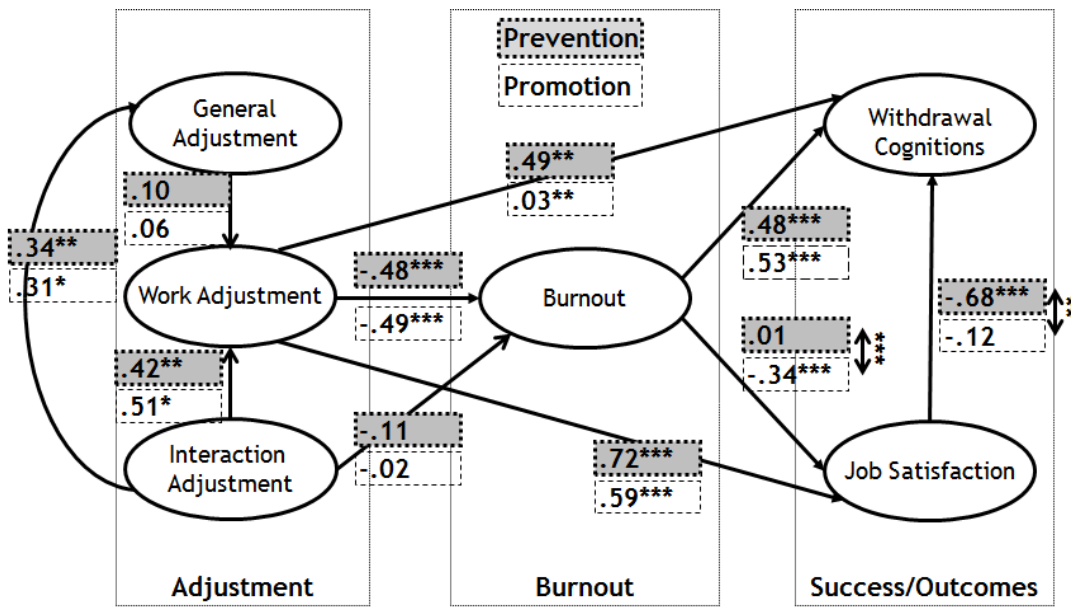 Prevention
Promotion
General
Adjustment
Withdrawal
Cognitions
.49**
.03**
.10
.06
.34**
.31*
.48***
.53***
Work Adjustment
-.48***
-.49***
Burnout
-.68***
-.12
**
.01
-.34***
***
.42**
.51*
-.11
-.02
Interaction
Adjustment
.72***
.59***
Job Satisfaction
Adjustment
Burnout
Success/Outcomes